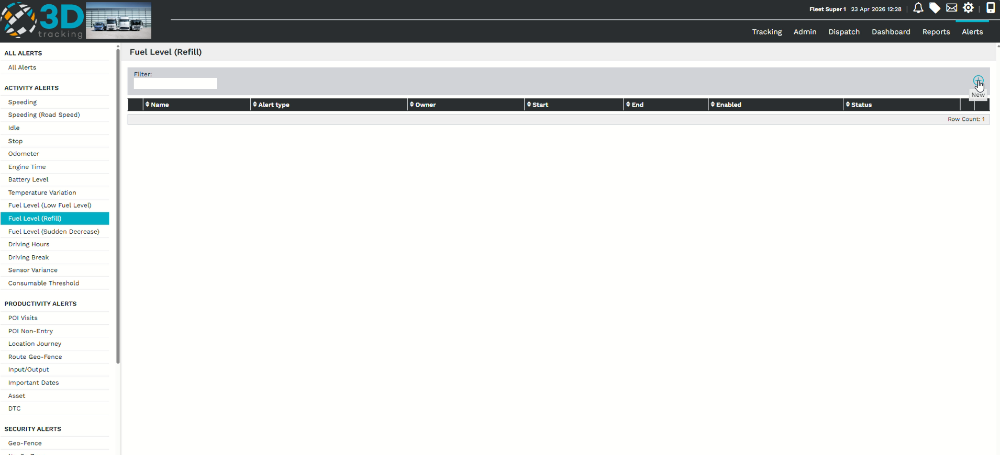 3D
tracking
Fleet Super 1 23 Apr 2026 12:28
Tracking Admin Dispatch Dashboard Reports Alerts
ALL ALERTS
All Alerts
ACTIVITY ALERTS
Speeding
Speeding (Road Speed)
Idle
Stop
Odometer
Engine Time
Battery Level
Temperature Variation
Fuel Level (Low Fuel Level)
Fuel Level (Refill)
Fuel Level (Sudden Decrease)
Driving Hours
Driving Break
Sensor Variance
Consumable Threshold
PRODUCTIVITY ALERTS
POI Visits
POI Non-Entry
Location Journey
Route Geo-Fence
Input/Output
Important Dates
Asset
DTC
SECURITY ALERTS
Geo-Fence
Fuel Level (Refill)
Filter:
New
Name Alert type Owner Start End Enabled Status
Row Count: 1